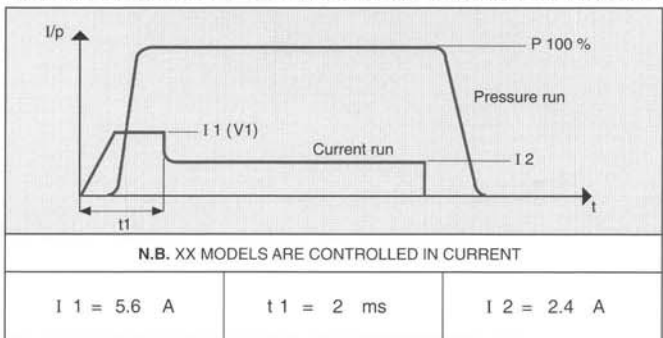 I/p
P 100 %
Pressure run
I 1 (V1)
Current run
I 2
t
t1
N.B. XX MODELS ARE CONTROLLED IN CURRENT
I 1 = 5.6 A
t 1 = 2 ms
I 2 = 2.4 A